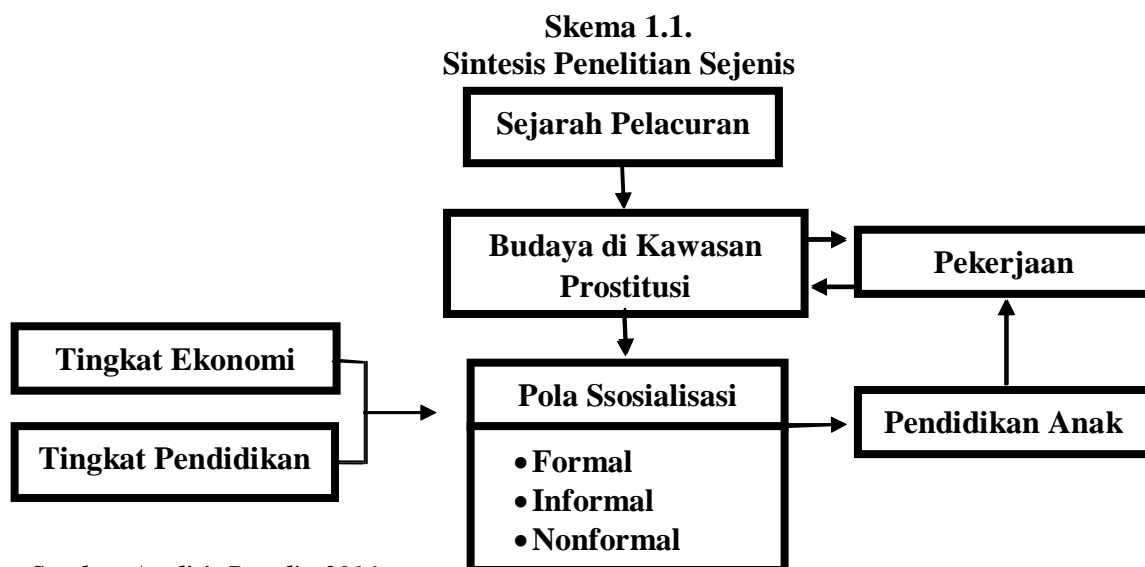 Skema 1.1.
Sintesis Penelitian Sejenis
Sejarah Pelacuran
Budaya di Kawasan
Prostitusi
Pekerjaan
Tingkat Ekonomi
Tingkat Pendidikan
Pola Ssosialisasi
• Formal
• Informal
• Nonformal
Pendidikan Anak